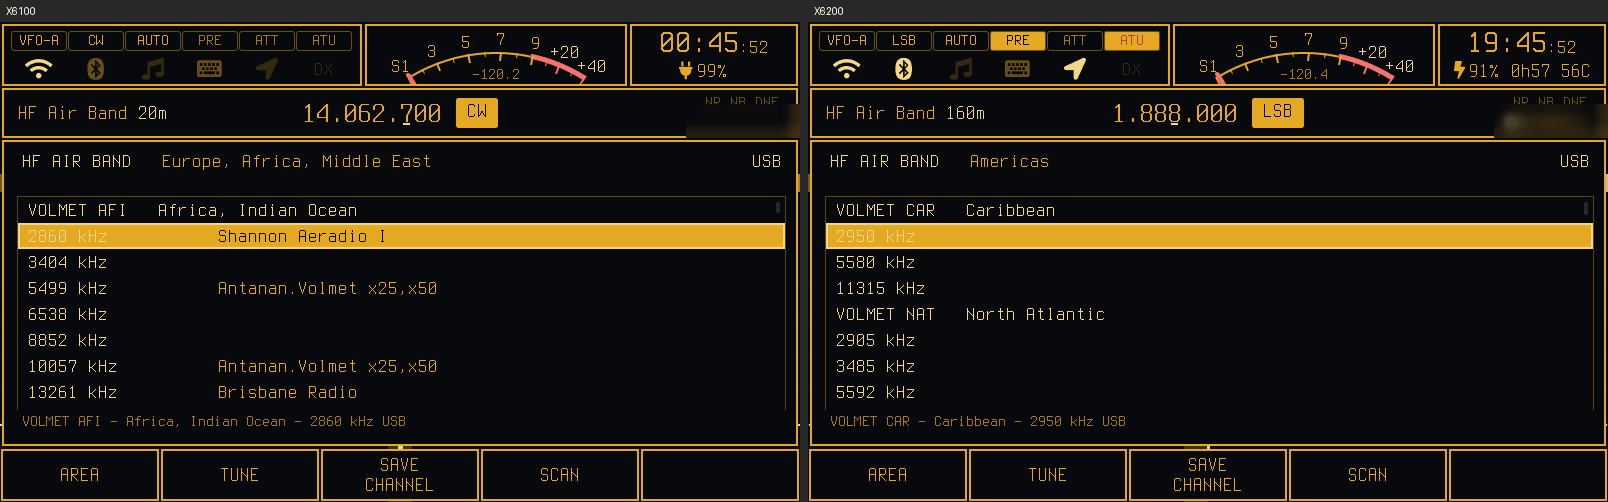 X6100
VFO-A CW AUTO PRE ATT ATU
DX
S1 3 5 7 9 +20 +40
-120.2
00:45:52
99%
HF Air Band 20m 14.062.700 CW
NR NB DNF
HF AIR BAND Europe, Africa, Middle East USB
VOLMET AFI Africa, Indian Ocean
2860 kHz Shannon Aeradio I
3404 kHz
5499 kHz Antanan.Volmet x25,x50
6538 kHz
8852 kHz
10057 kHz Antanan.Volmet x25,x50
13261 kHz Brisbane Radio
VOLMET AFI - Africa, Indian Ocean - 2860 kHz USB
AREA TUNE SAVE CHANNEL SCAN
X6200
VFO-A LSB AUTO PRE ATT ATU
DX
S1 3 5 7 9 +20 +40
-120.4
19:45:52
91% 0h57 56C
HF Air Band 160m 1.888.000 LSB
NR NB DNF
HF AIR BAND Americas USB
VOLMET CAR Caribbean
2950 kHz
5580 kHz
11315 kHz
VOLMET NAT North Atlantic
2905 kHz
3485 kHz
5592 kHz
VOLMET CAR - Caribbean - 2950 kHz USB
AREA TUNE SAVE CHANNEL SCAN